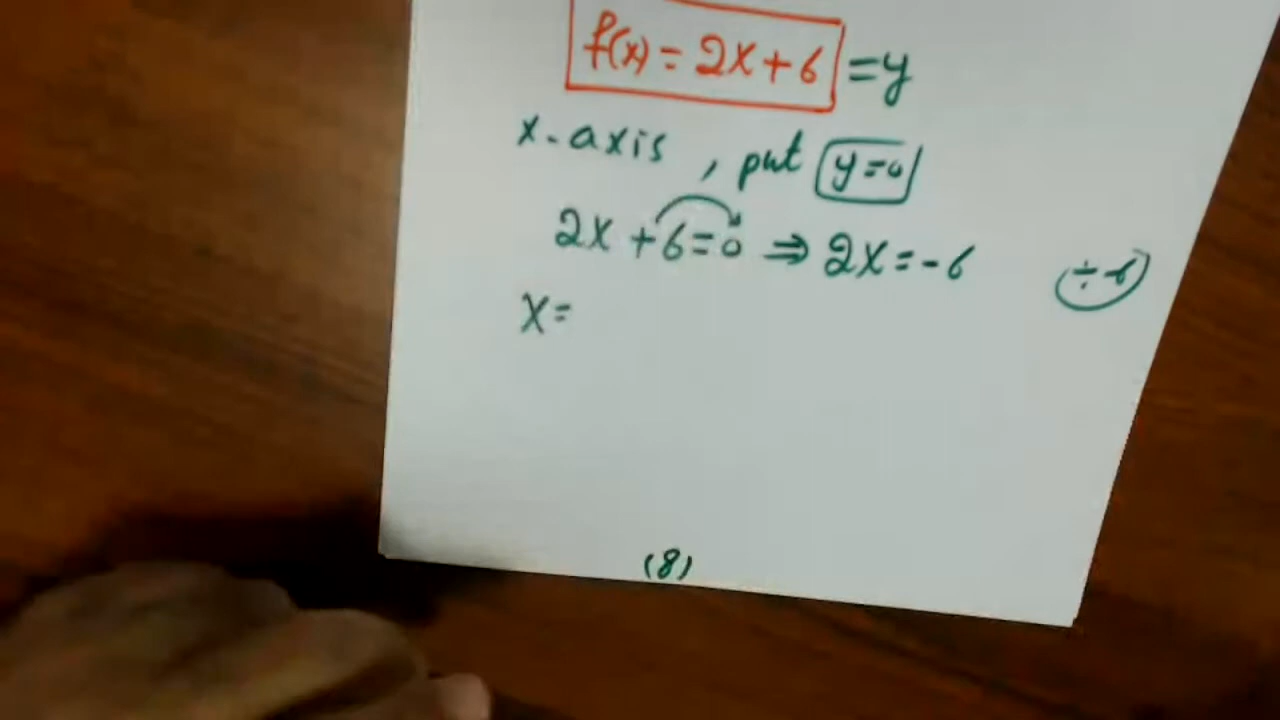 f(x) = 2x + 6 = y
x-axis, put y=0
2x + 6 = 0 ⇒ 2x = -6 ÷ -6
x =
(8)